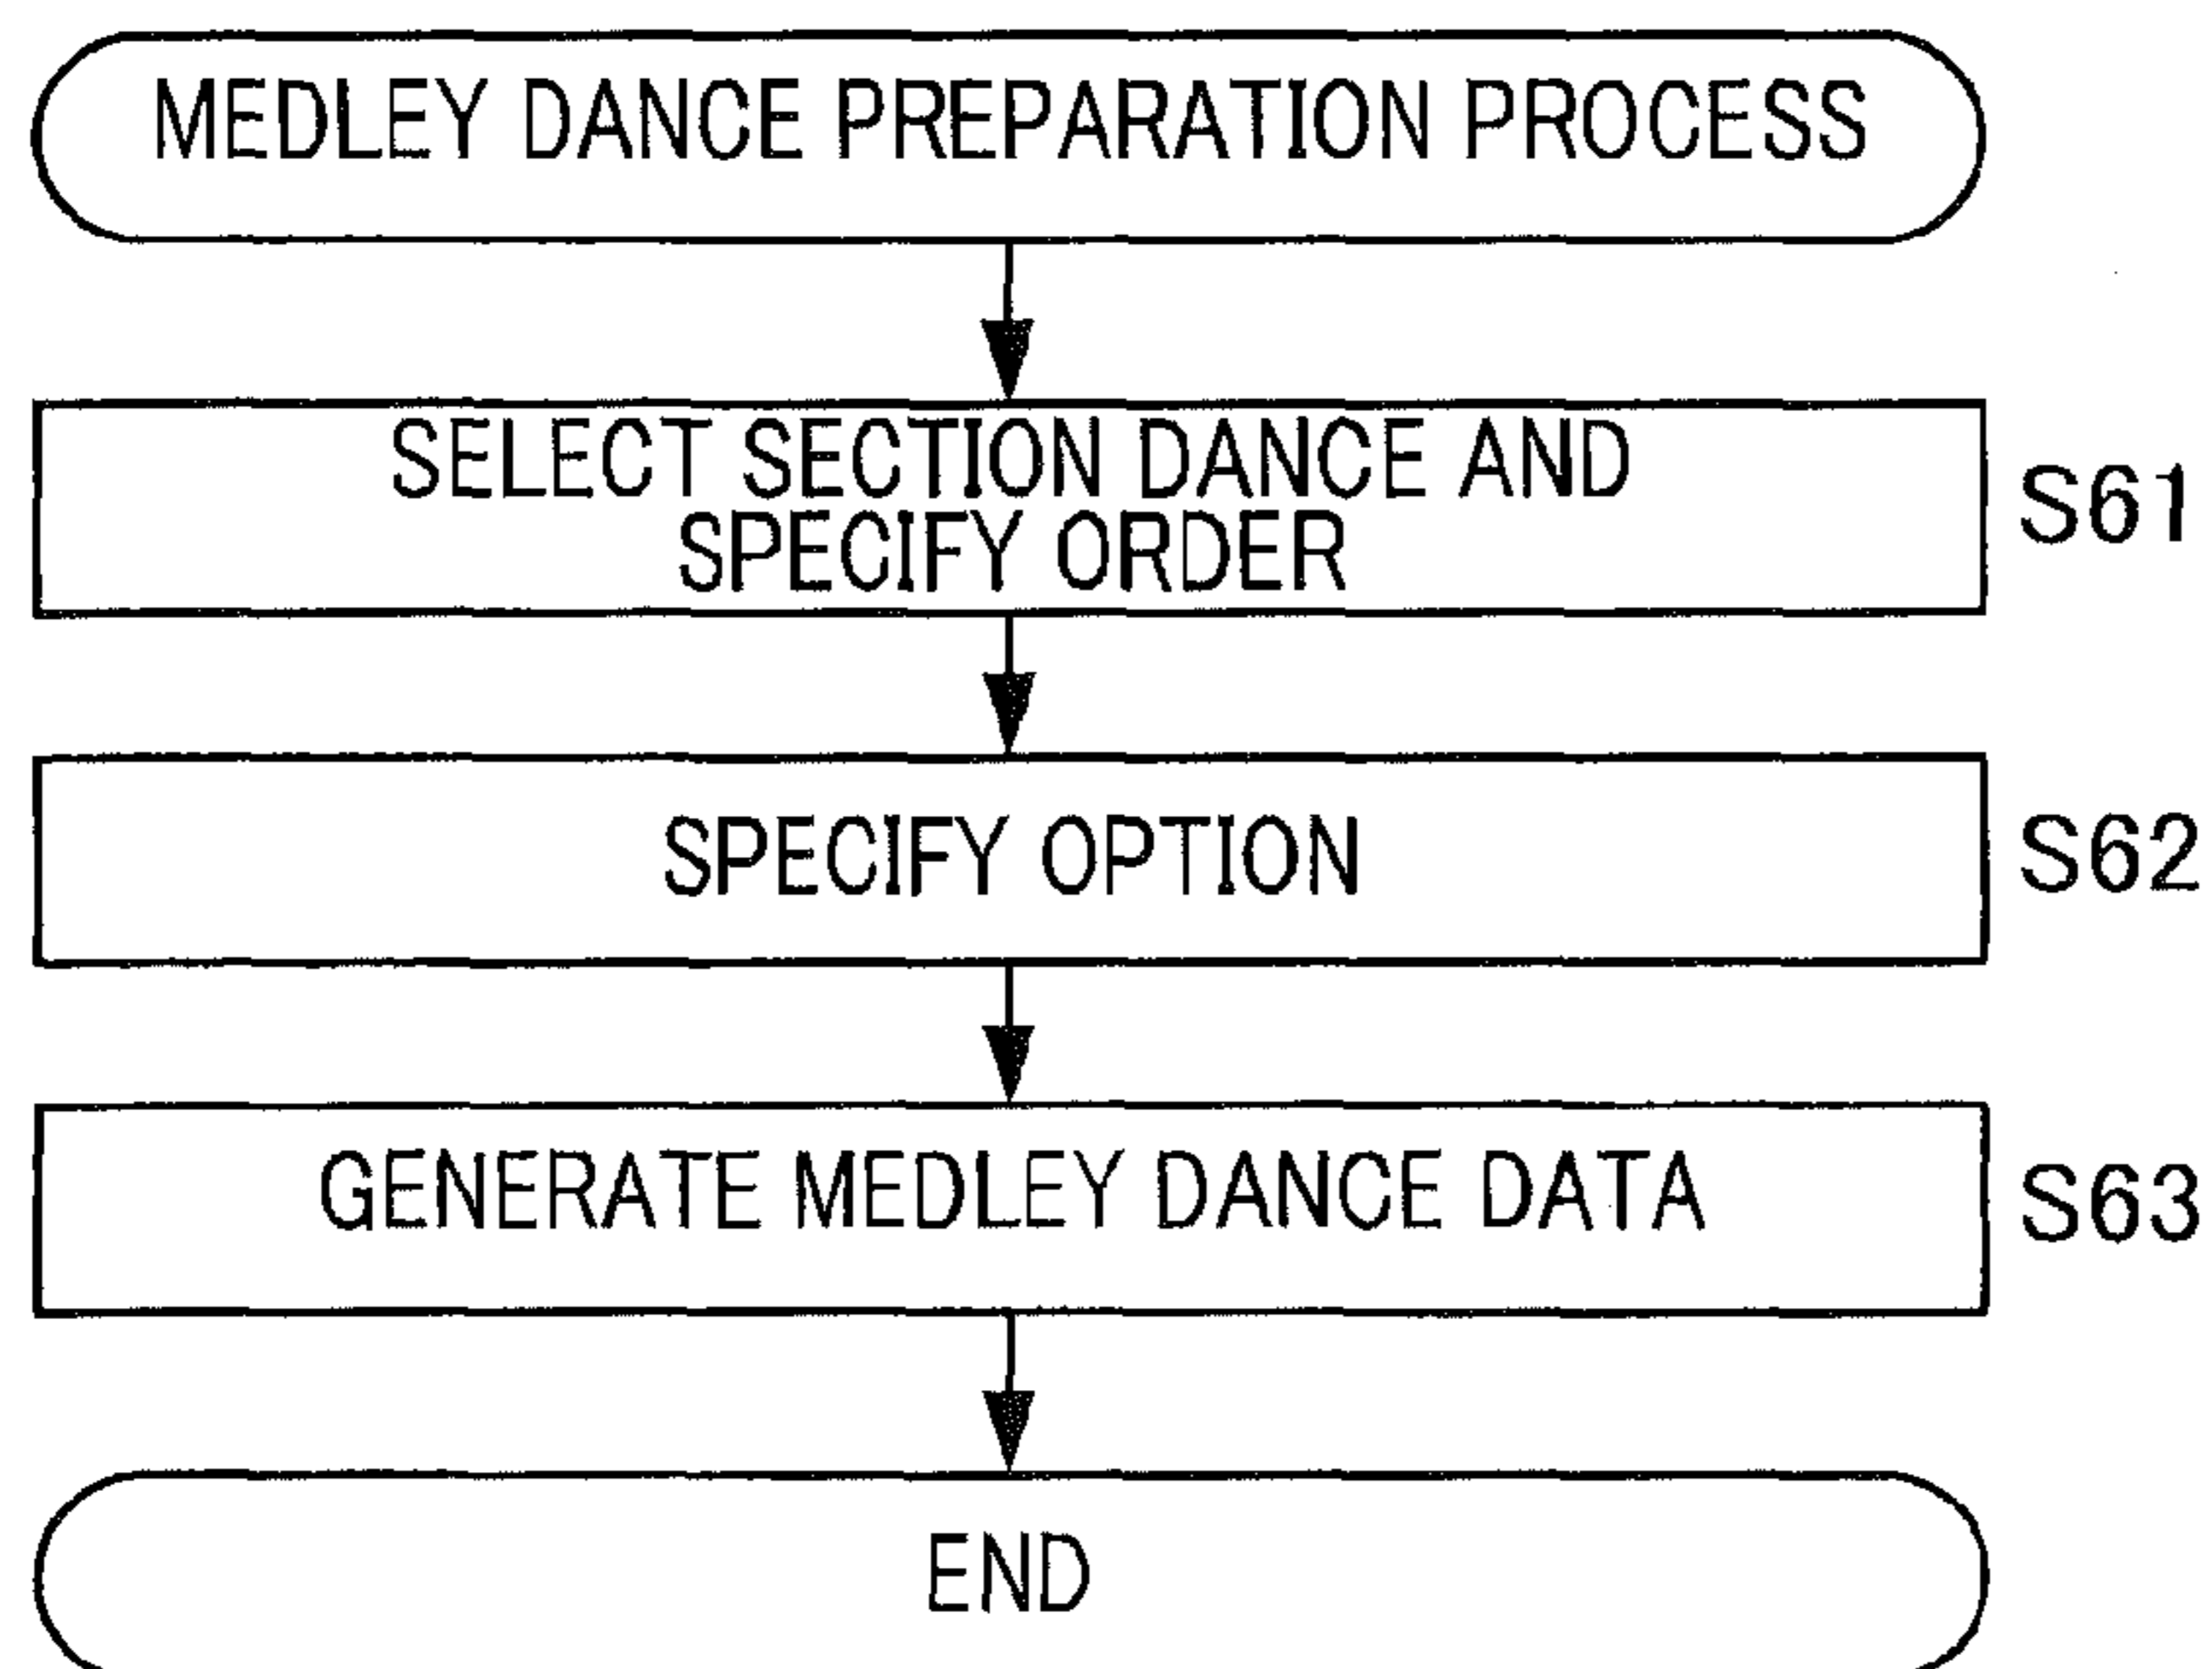 MEDLEY DANCE PREPARATION PROCESS
SELECT SECTION DANCE AND
SPECIFY ORDER
S61
SPECIFY OPTION
S62
GENERATE MEDLEY DANCE DATA
S63
END